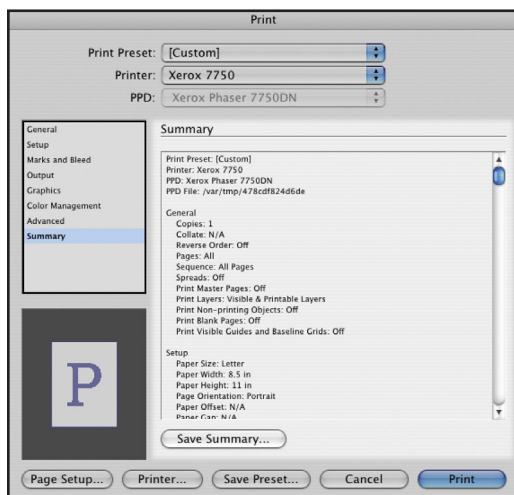 Print
Print Preset: [Custom]
Printer: Xerox 7750
PPD: Xerox Phaser 7750DN
General
Setup
Marks and Bleed
Output
Graphics
Color Management
Advanced
Summary
Summary
Print Preset: [Custom]
Printer: Xerox 7750
PPD: Xerox Phaser 7750DN
PPD File: /var/tmp/478cdf824d6de
General
Copies: 1
Collate: N/A
Reverse Order: Off
Pages: All
Sequence: All Pages
Spreads: Off
Print Master Pages: Off
Print Layers: Visible & Printable Layers
Print Non-printing Objects: Off
Print Blank Pages: Off
Print Visible Guides and Baseline Grids: Off
Setup
Paper Size: Letter
Paper Width: 8.5 in
Paper Height: 11 in
Page Orientation: Portrait
Paper Offset: N/A
Paper Gap: N/A
P
Save Summary...
Page Setup... Printer... Save Preset... Cancel Print